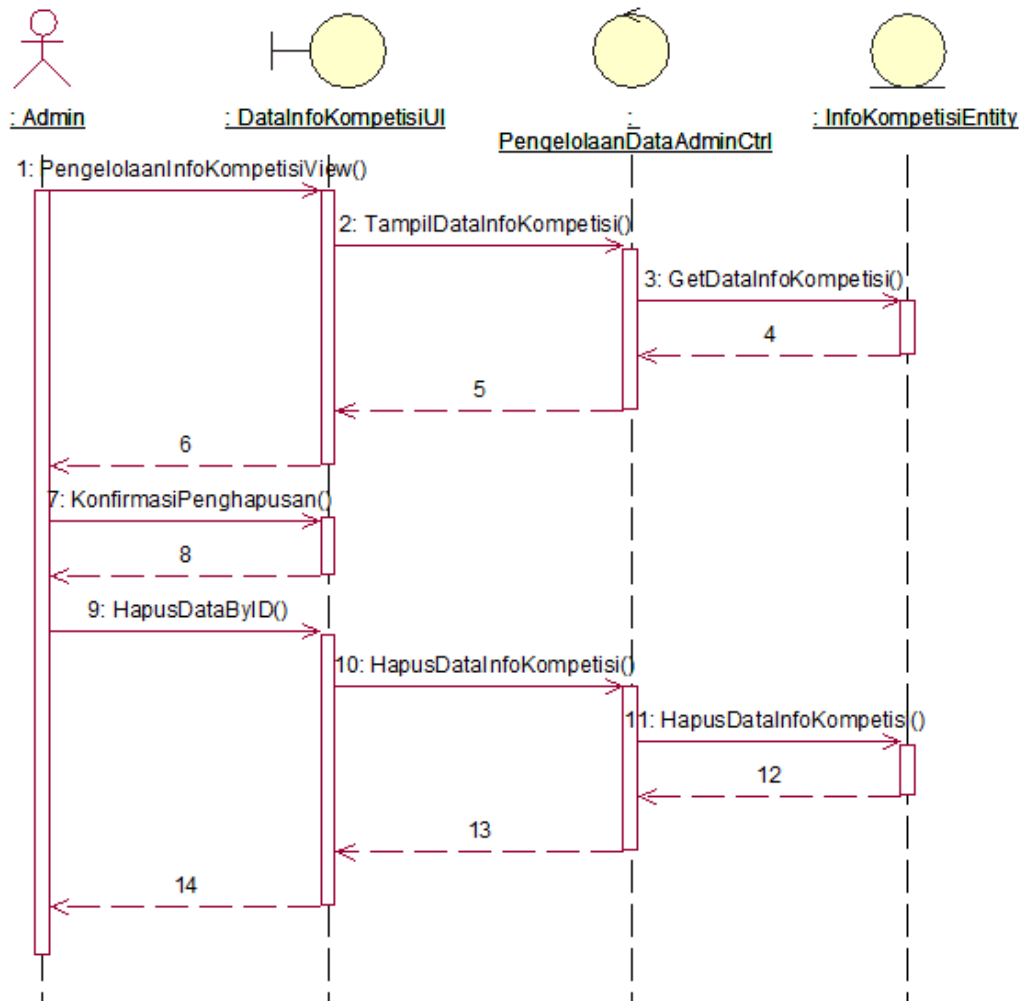 : Admin
: DataInfoKompetisiUI
:
PengelolaanDataAdminCtrl
: InfoKompetisiEntity
1: PengelolaanInfoKompetisiView()
2: TampilDataInfoKompetisi()
3: GetDataInfoKompetisi()
4
5
6
7: KonfirmasiPenghapusan()
8
9: HapusDataByID()
10: HapusDataInfoKompetisi()
11: HapusDataInfoKompetisi()
12
13
14